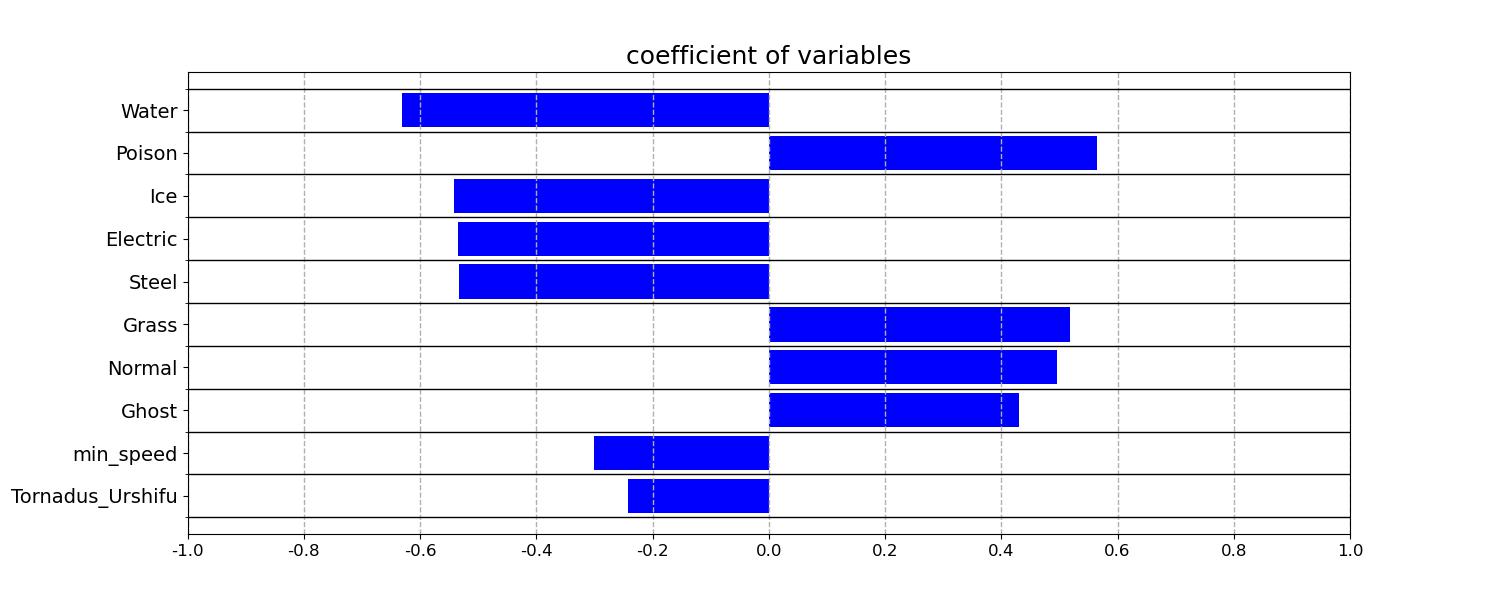 coefficient of variables
Water
Poison
Ice
Electric
Steel
Grass
Normal
Ghost
min_speed
Tornadus_Urshifu
-1.0 -0.8 -0.6 -0.4 -0.2 0.0 0.2 0.4 0.6 0.8 1.0